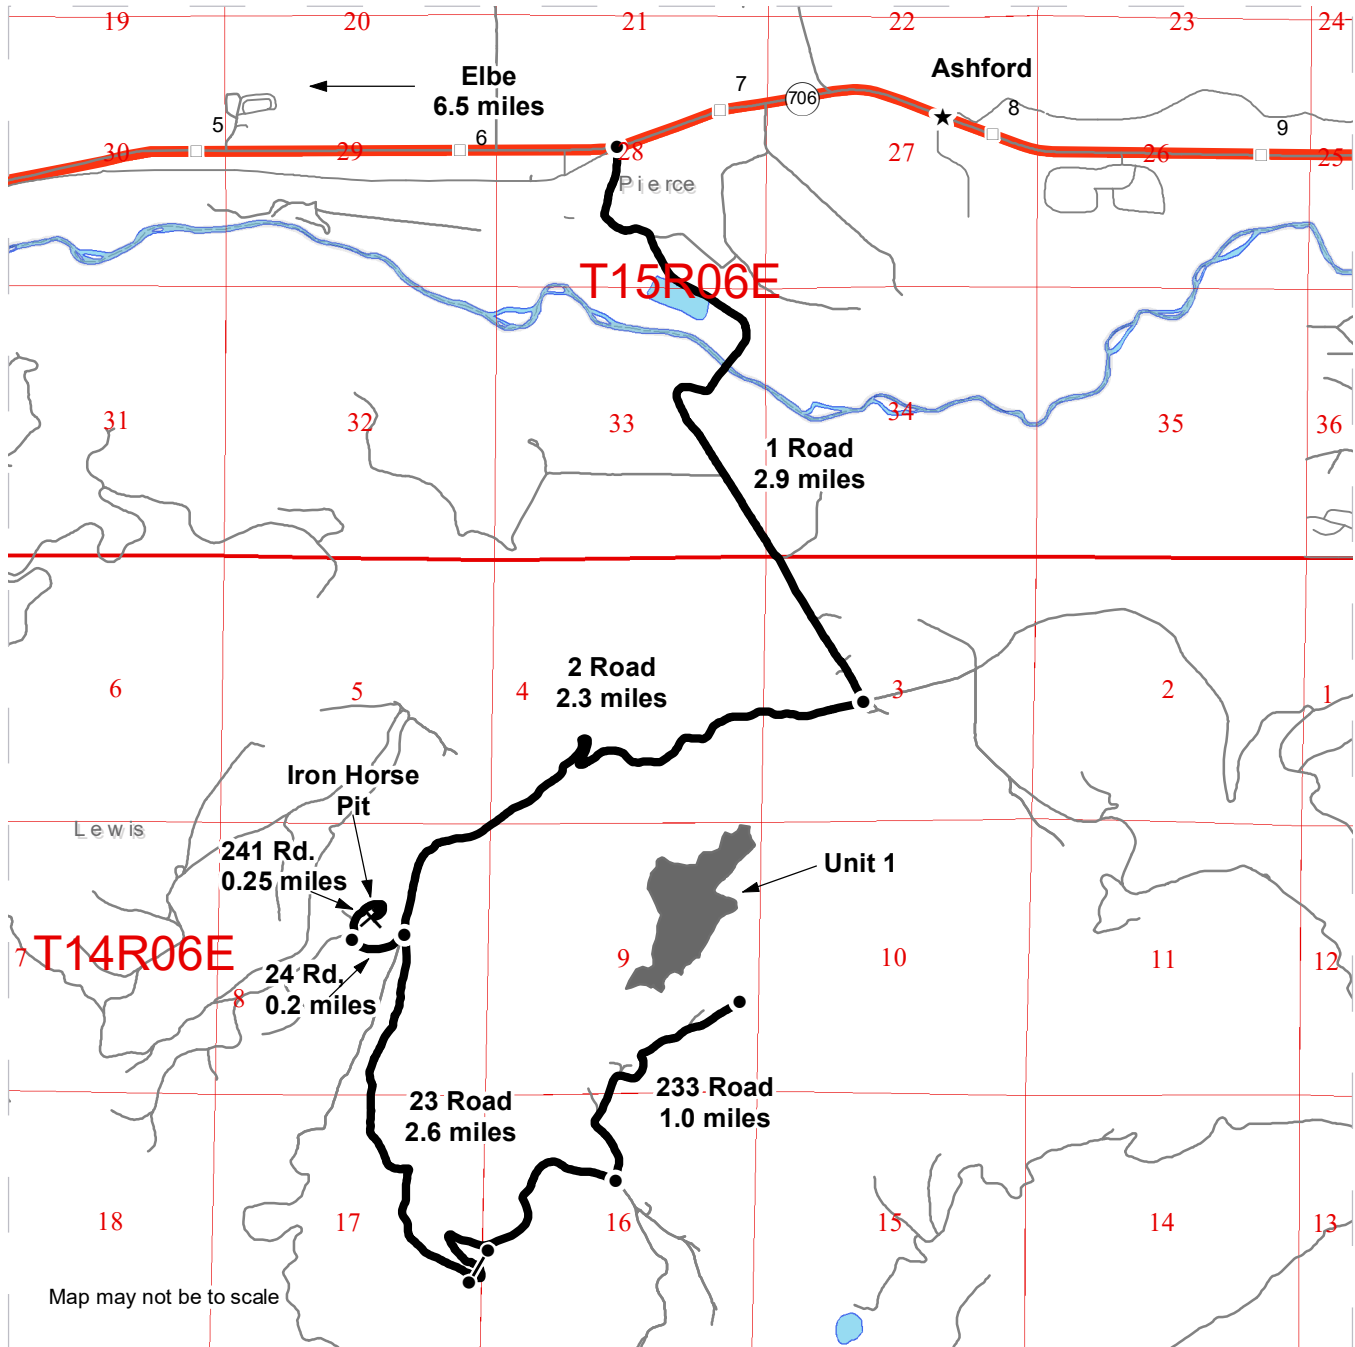 19
20
21
22
23
24
Elbe
6.5 miles
7
706
Ashford
8
5
6
9
30
29
28
27
26
25
Pierce
T15R06E
31
32
33
34
35
36
1 Road
2.9 miles
6
5
4
3
2
1
2 Road
2.3 miles
Iron Horse
Pit
Lewis
241 Rd.
0.25 miles
Unit 1
7
T14R06E
8
9
10
11
12
24 Rd.
0.2 miles
23 Road
2.6 miles
233 Road
1.0 miles
18
17
16
15
14
13
Map may not be to scale